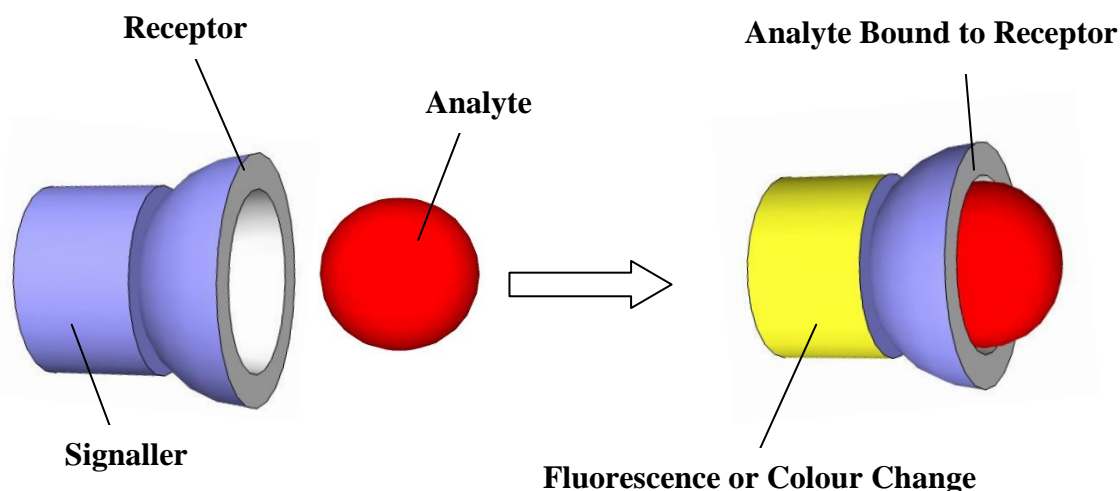 Receptor
Analyte Bound to Receptor
Analyte
Signaller
Fluorescence or Colour Change